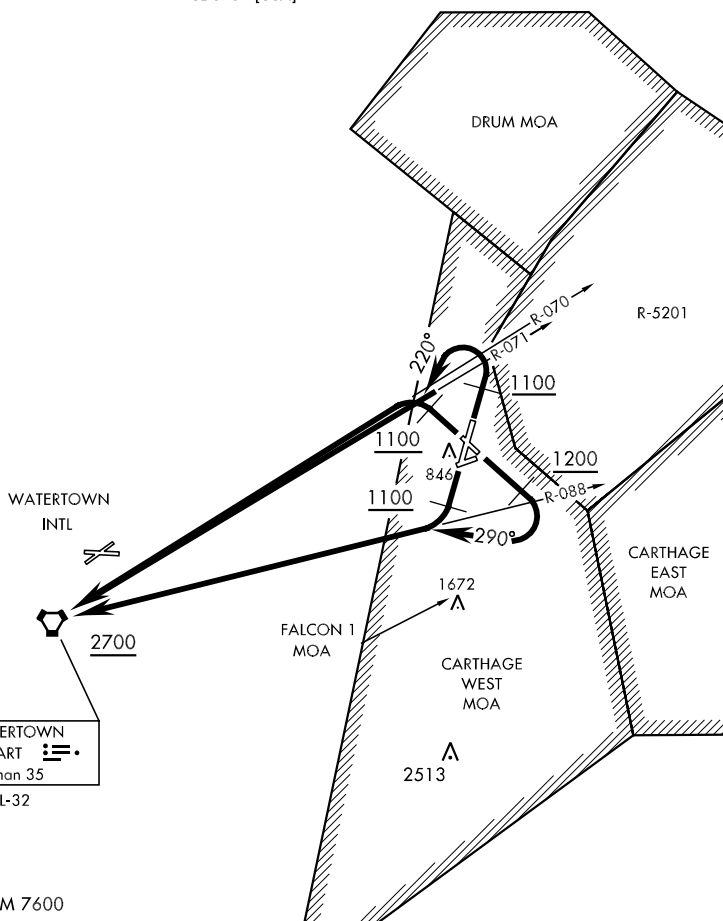 DRUM MOA
R-070
R-071
R-5201
220°
1100
1100
846
1200
1100
R-088
WATERTOWN
INTL
290°
CARTHAGE
EAST
MOA
1672
FALCON 1
MOA
2700
CARTHAGE
WEST
MOA
ERTOWN
ART
nan 35
L-32
2513
M 7600